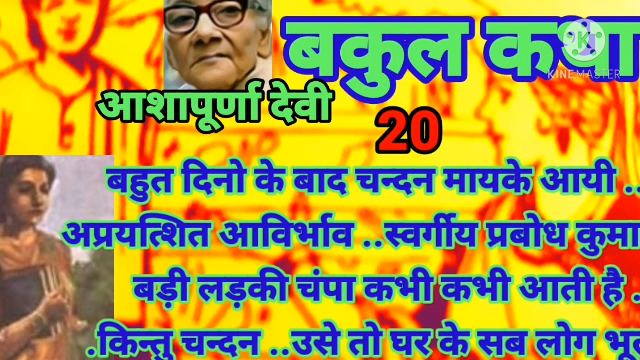 बकुल कथा
KINEMASTER
आशापूर्णा देवी
20
बहुत दिनो के बाद चन्दन मायके आयी ..
अप्रयत्शित आविर्भाव ..स्वर्गीय प्रबोध कुमा
बड़ी लड़की चंपा कभी कभी आती है .
.किन्तु चन्दन ..उसे तो घर के सब लोग भू